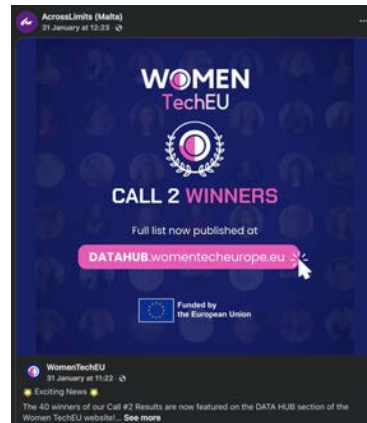 AcrossLimits (Malta)
31 January at 12:23
WOMEN
TechEU
CALL 2 WINNERS
Full list now published at
DATAHUB.womentecheurope.eu
Funded by
the European Union
WomenTechEU
31 January at 11:22
Exciting News
The 40 winners of our Call #2 Results are now featured on the DATA HUB section of the
Women TechEU website!... See more